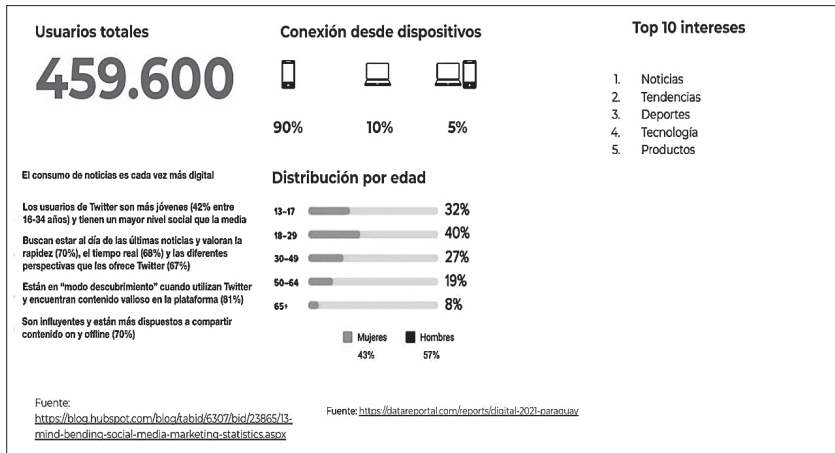 Usuarios totales
459.600
Conexión desde dispositivos
90%
10%
5%
Top 10 intereses
1. Noticias
2. Tendencias
3. Deportes
4. Tecnología
5. Productos
El consumo de noticias es cada vez más digital
Los usuarios de Twitter son más jóvenes (42% entre
16-34 años) y tienen un mayor nivel social que la media
Buscan estar al día de las últimas noticias y valoran la
rapidez (70%), el tiempo real (68%) y las diferentes
perspectivas que les ofrece Twitter (67%)
Están en “modo descubrimiento” cuando utilizan Twitter
y encuentran contenido valioso en la plataforma (81%)
Son influyentes y están más dispuestos a compartir
contenido on y offline (70%)
Distribución por edad
13-17 32%
18-29 40%
30-49 27%
50-64 19%
65+ 8%
Mujeres Hombres
43% 57%
Fuente:
https://blog.hubspot.com/blog/tabid/6307/bid/23865/13-
mind-bending-social-media-marketing-statistics.aspx
Fuente: https://datareportal.com/reports/digital-2021-paraguay